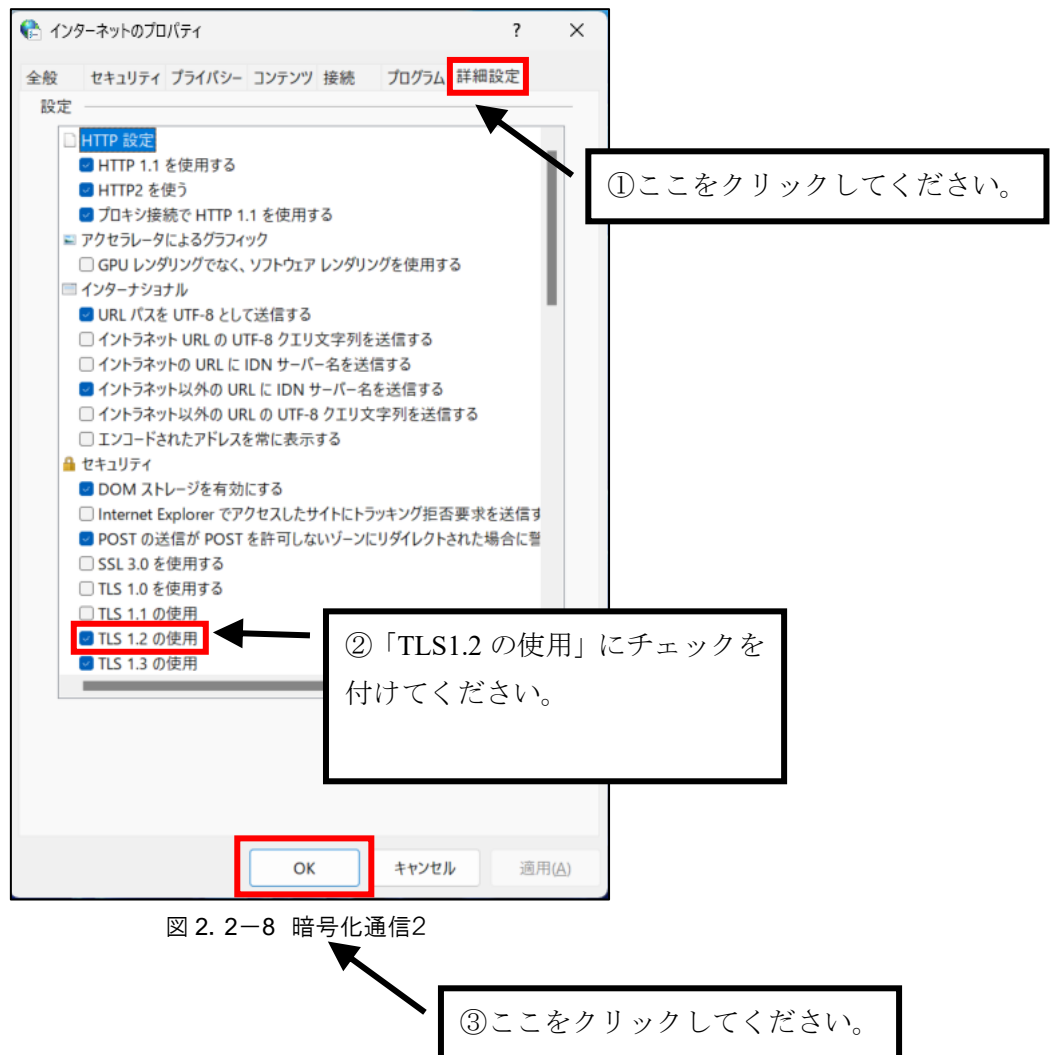 インターネットのプロパティ ? ×
全般 セキュリティ プライバシー コンテンツ 接続 プログラム 詳細設定
設定
HTTP 設定
HTTP 1.1 を使用する
HTTP2 を使う
プロキシ接続で HTTP 1.1 を使用する
アクセラレータによるグラフィック
GPU レンダリングでなく、ソフトウェア レンダリングを使用する
インターナショナル
URL パスを UTF-8 として送信する
イントラネット URL の UTF-8 クエリ文字列を送信する
イントラネットの URL に IDN サーバー名を送信する
イントラネット以外の URL に IDN サーバー名を送信する
イントラネット以外の URL の UTF-8 クエリ文字列を送信する
エンコードされたアドレスを常に表示する
セキュリティ
DOM ストレージを有効にする
Internet Explorer でアクセスしたサイトにトラッキング拒否要求を送信す
POST の送信が POST を許可しないゾーンにリダイレクトされた場合に警
SSL 3.0 を使用する
TLS 1.0 を使用する
TLS 1.1 の使用
TLS 1.2 の使用
TLS 1.3 の使用
①ここをクリックしてください。
②「TLS1.2 の使用」にチェックを
付けてください。
OK キャンセル 適用(A)
図 2. 2－8 暗号化通信2
③ここをクリックしてください。